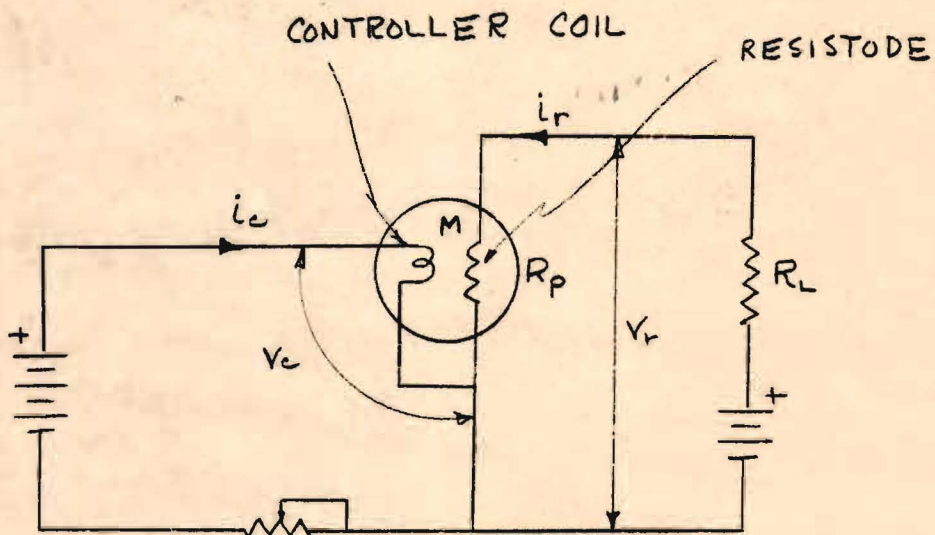 CONTROLLER COIL
RESISTODE
ir
ic
M
Rp
RL
+
Vc
Vr
+